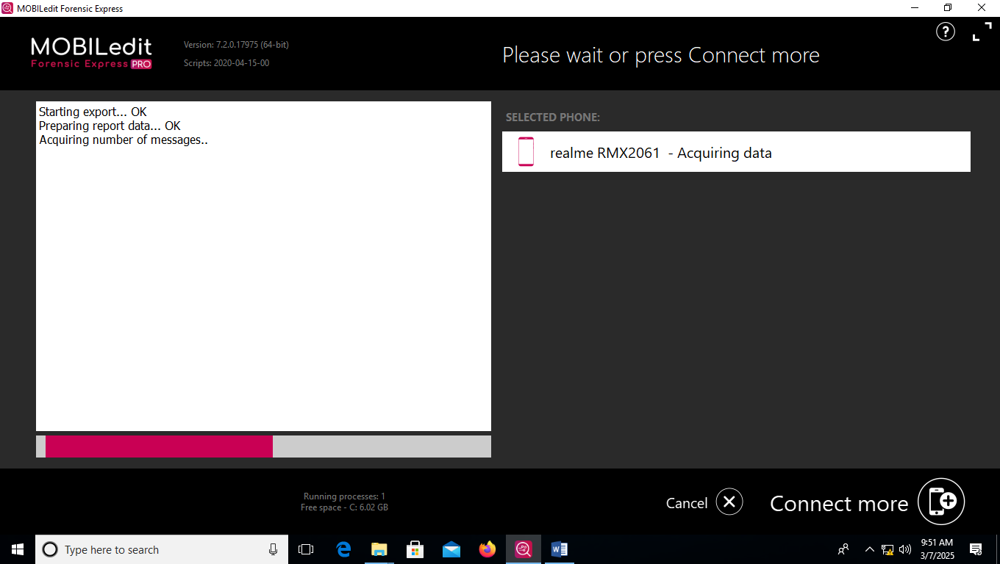 MOBILedit Forensic Express
MOBILedit
Forensic Express PRO
Version: 7.2.0.17975 (64-bit)
Scripts: 2020-04-15-00
Please wait or press Connect more
?
Starting export... OK
Preparing report data... OK
Acquiring number of messages..
SELECTED PHONE:
realme RMX2061 - Acquiring data
Running processes: 1
Free space - C: 6.02 GB
Cancel
Connect more
Type here to search
9:51 AM
3/7/2025